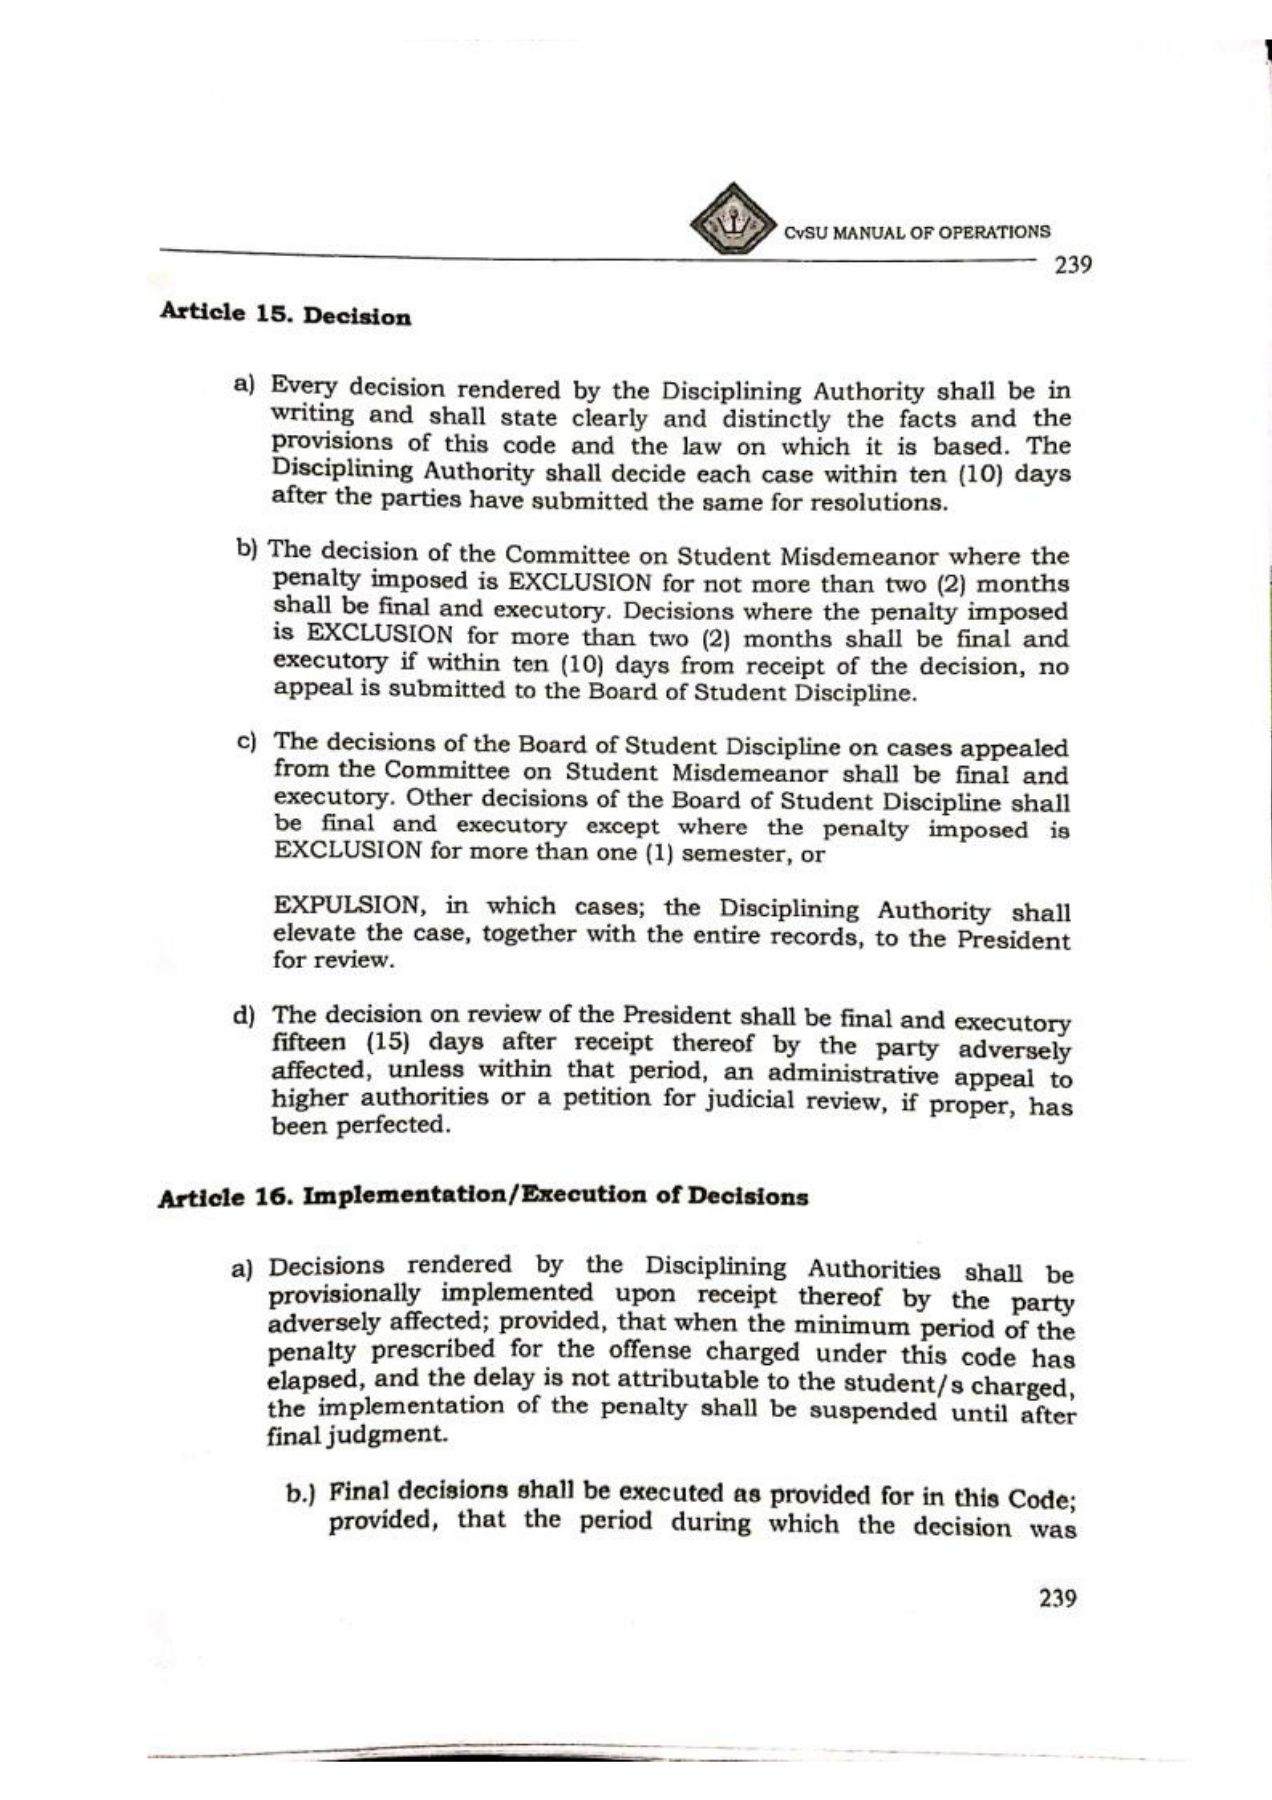 CvSU MANUAL OF OPERATIONS
239
Article 15. Decision
a) Every decision rendered by the Disciplining Authority shall be in
writing and shall state clearly and distinctly the facts and the
provisions of this code and the law on which it is based. The
Disciplining Authority shall decide each case within ten (10) days
after the parties have submitted the same for resolutions.
b) The decision of the Committee on Student Misdemeanor where the
penalty imposed is EXCLUSION for not more than two (2) months
shall be final and executory. Decisions where the penalty imposed
is EXCLUSION for more than two (2) months shall be final and
executory if within ten (10) days from receipt of the decision, no
appeal is submitted to the Board of Student Discipline.
c) The decisions of the Board of Student Discipline on cases appealed
from the Committee on Student Misdemeanor shall be final and
executory. Other decisions of the Board of Student Discipline shall
be final and executory except where the penalty imposed is
EXCLUSION for more than one (1) semester, or
EXPULSION, in which cases; the Disciplining Authority shall
elevate the case, together with the entire records, to the President
for review.
d) The decision on review of the President shall be final and executory
fifteen (15) days after receipt thereof by the party adversely
affected, unless within that period, an administrative appeal to
higher authorities or a petition for judicial review, if proper, has
been perfected.
Article 16. Implementation/Execution of Decisions
a) Decisions rendered by the Disciplining Authorities shall be
provisionally implemented upon receipt thereof by the party
adversely affected; provided, that when the minimum period of the
penalty prescribed for the offense charged under this code has
elapsed, and the delay is not attributable to the student/s charged,
the implementation of the penalty shall be suspended until after
final judgment.
b.) Final decisions shall be executed as provided for in this Code;
provided, that the period during which the decision was
239